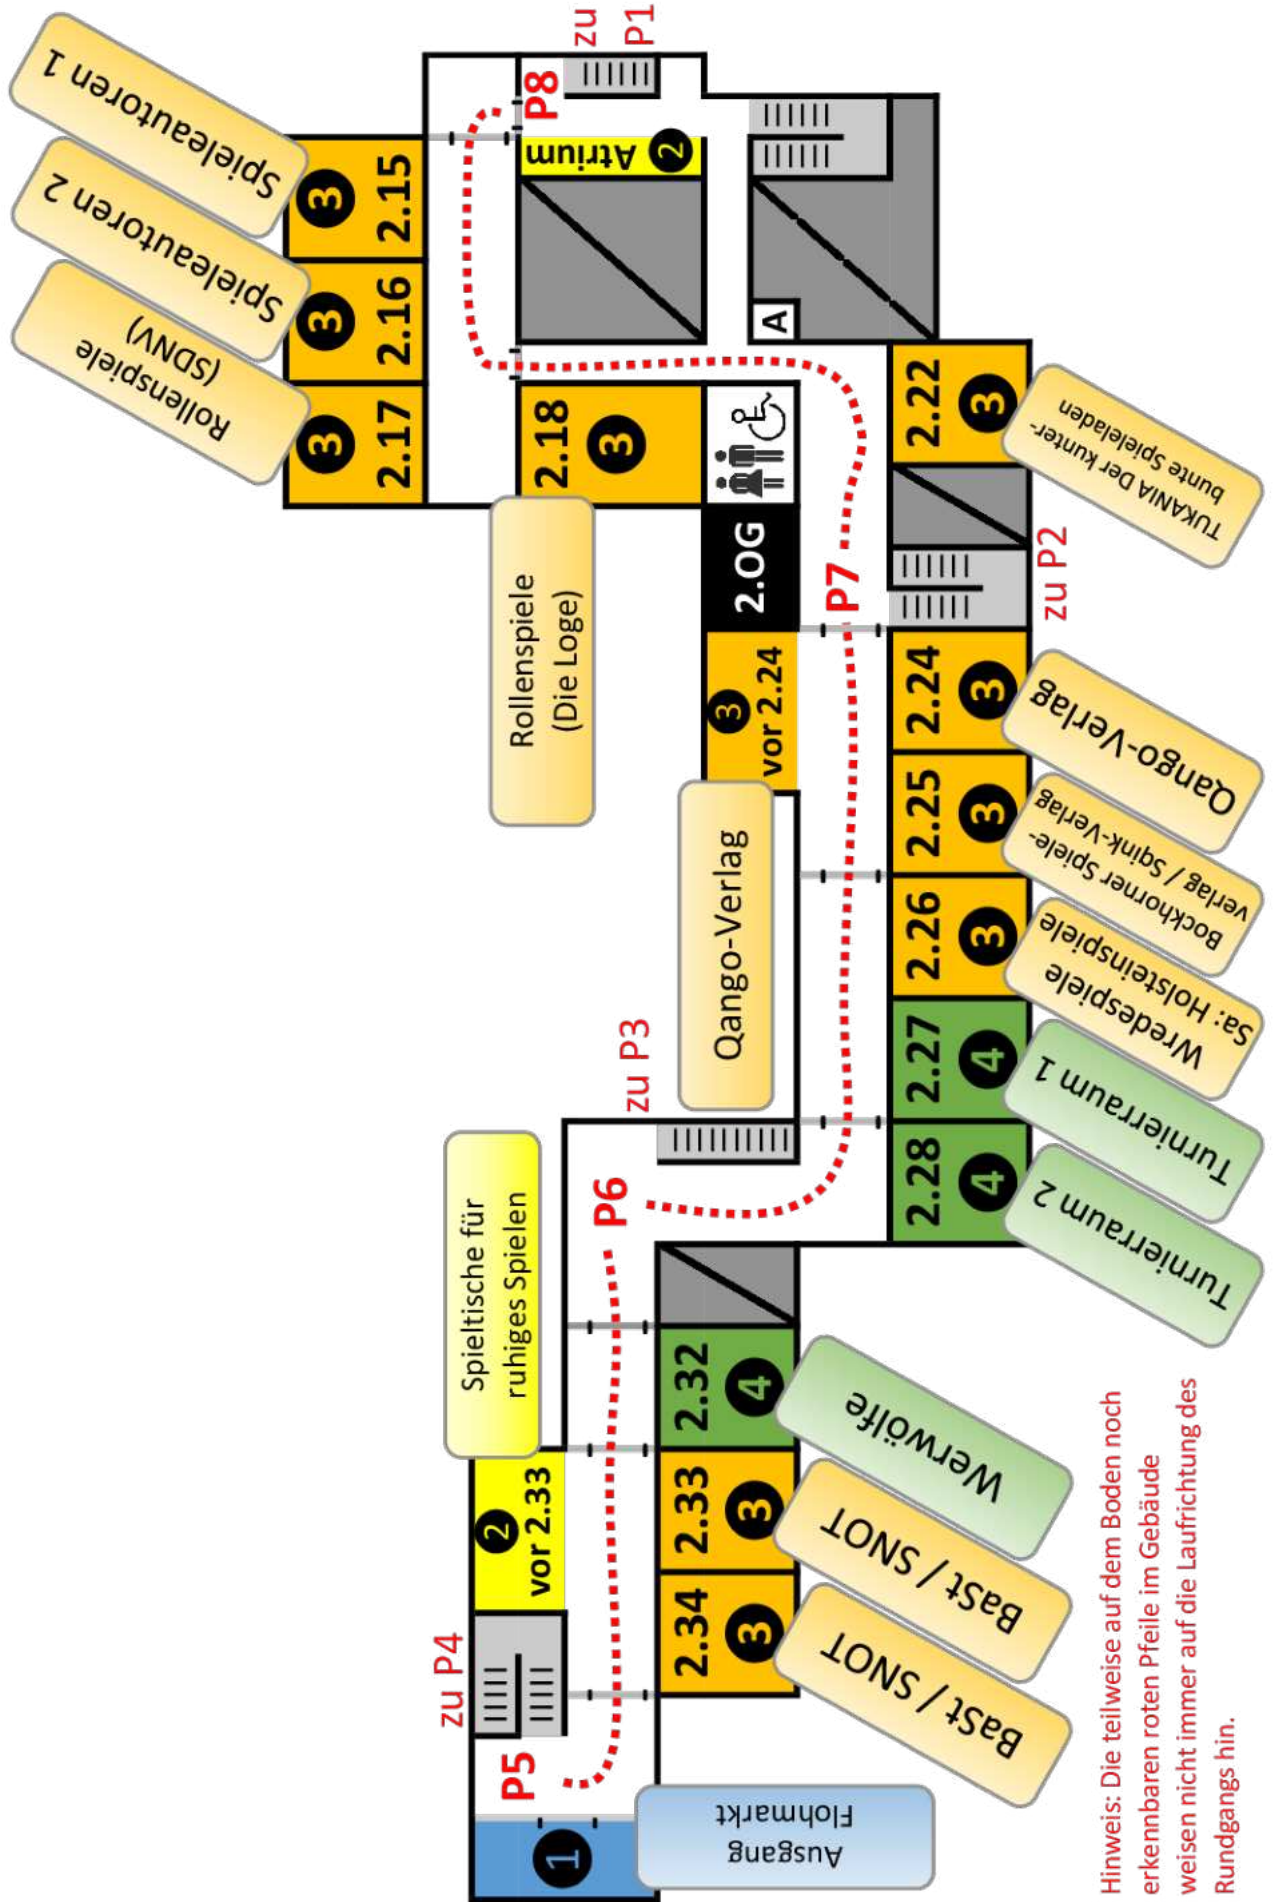 zu P4
P5
1
Ausgang
Flohmarkt
2
vor 2.33
Spieltische für
ruhiges Spielen
2.34
3
BaSt / SNOT
2.33
3
BaSt / SNOT
2.32
4
Werwölfe
P6
zu P3
2.28
4
Turnierraum 2
2.27
4
Turnierraum 1
2.26
3
Wredespiele
Sa: Holsteinspiele
2.25
3
Bockhorner Spiele-
verlag / Sqink-Verlag
2.24
3
Qango-Verlag
3
vor 2.24
Qango-Verlag
P7
zu P2
2.OG
2.22
3
TUKANIA Der kunter-
bunte Spieleladen
2.18
3
Rollenspiele
(Die Loge)
2.17
3
Rollenspiele
(SDNV)
2.16
3
Spieleautoren 2
2.15
3
Spieleautoren 1
Atrium
2
A
P8
zu
P1
Hinweis: Die teilweise auf dem Boden noch
erkennbaren roten Pfeile im Gebäude
weisen nicht immer auf die Laufrichtung des
Rundgangs hin.